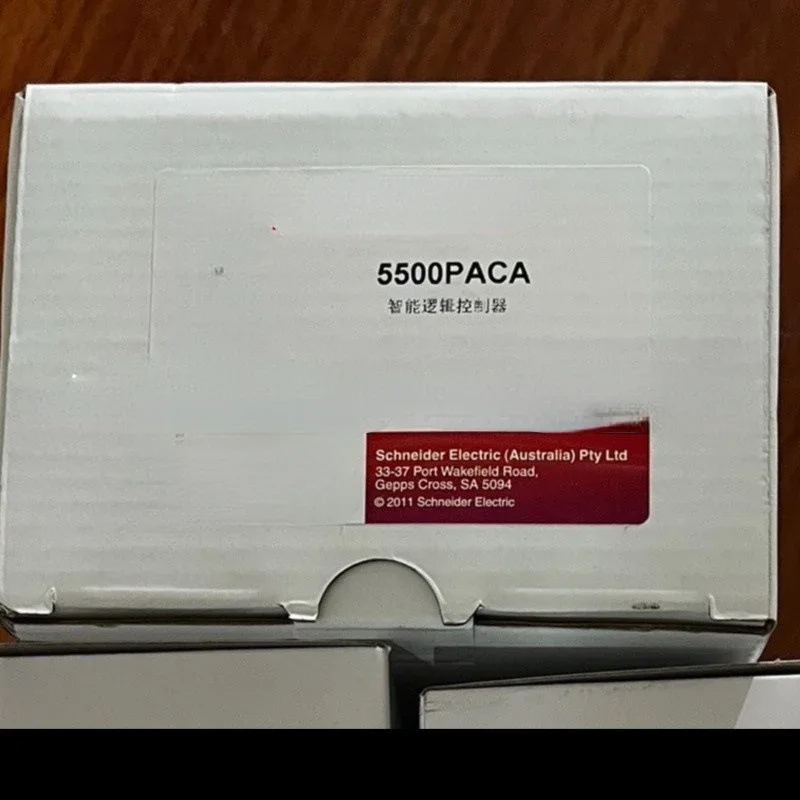 5500PACA
智能逻辑控制器
Schneider Electric (Australia) Pty Ltd
33-37 Port Wakefield Road,
Gepps Cross, SA 5094
© 2011 Schneider Electric